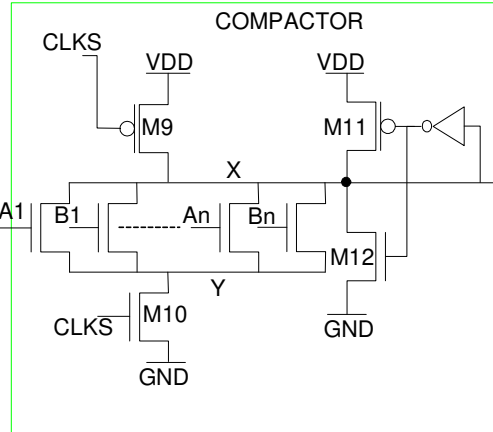 COMPACTOR
CLKS
VDD
VDD
M9
M11
X
A1
B1
An
Bn
M12
Y
M10
CLKS
GND
GND